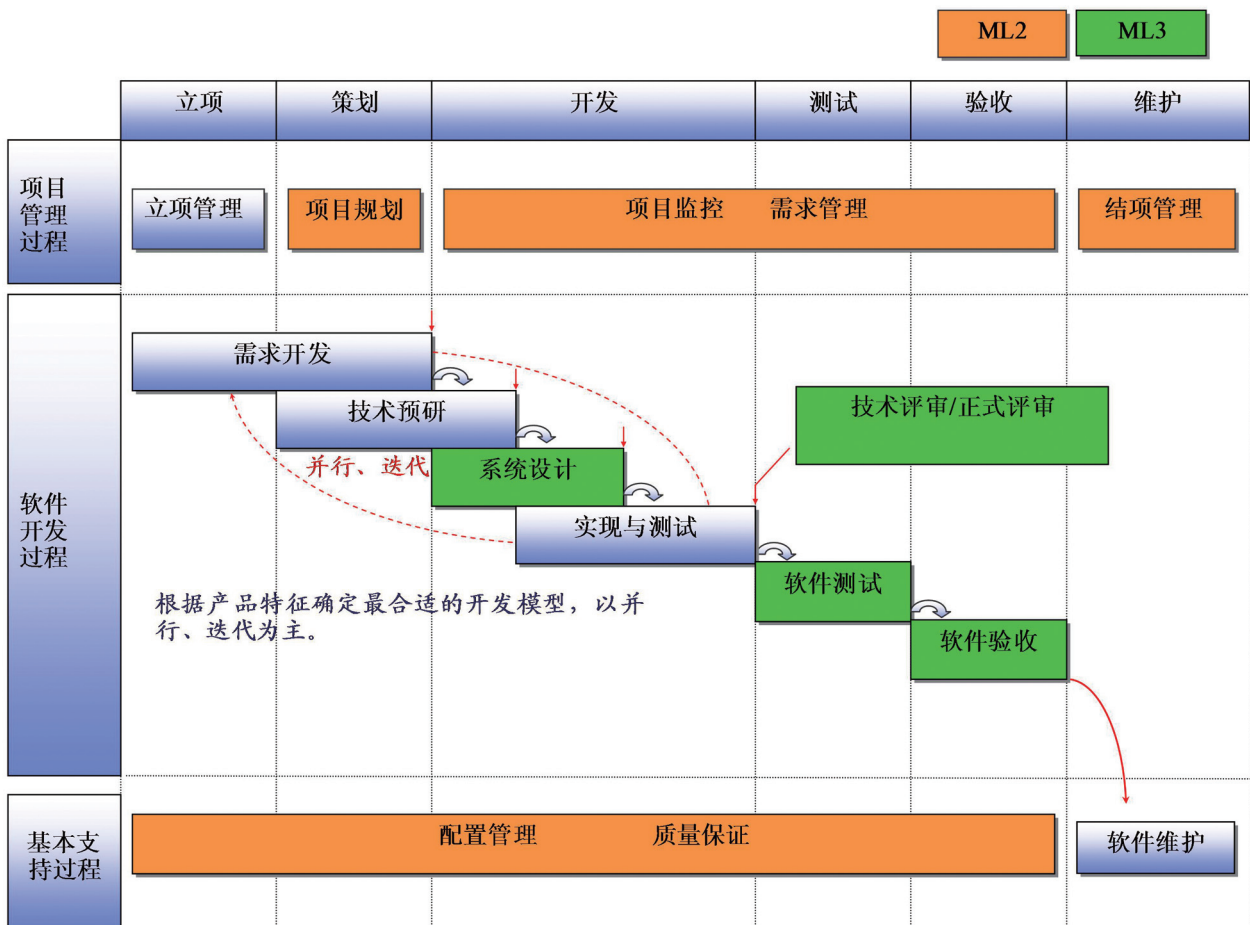 ML2
ML3
立项
策划
开发
测试
验收
维护
项目
管理
过程
立项管理
项目规划
项目监控 需求管理
结项管理
软件
开发
过程
需求开发
技术预研
技术评审/正式评审
并行、迭代
系统设计
实现与测试
软件测试
根据产品特征确定最合适的开发模型，以并
行、迭代为主。
软件验收
基本支
持过程
配置管理 质量保证
软件维护